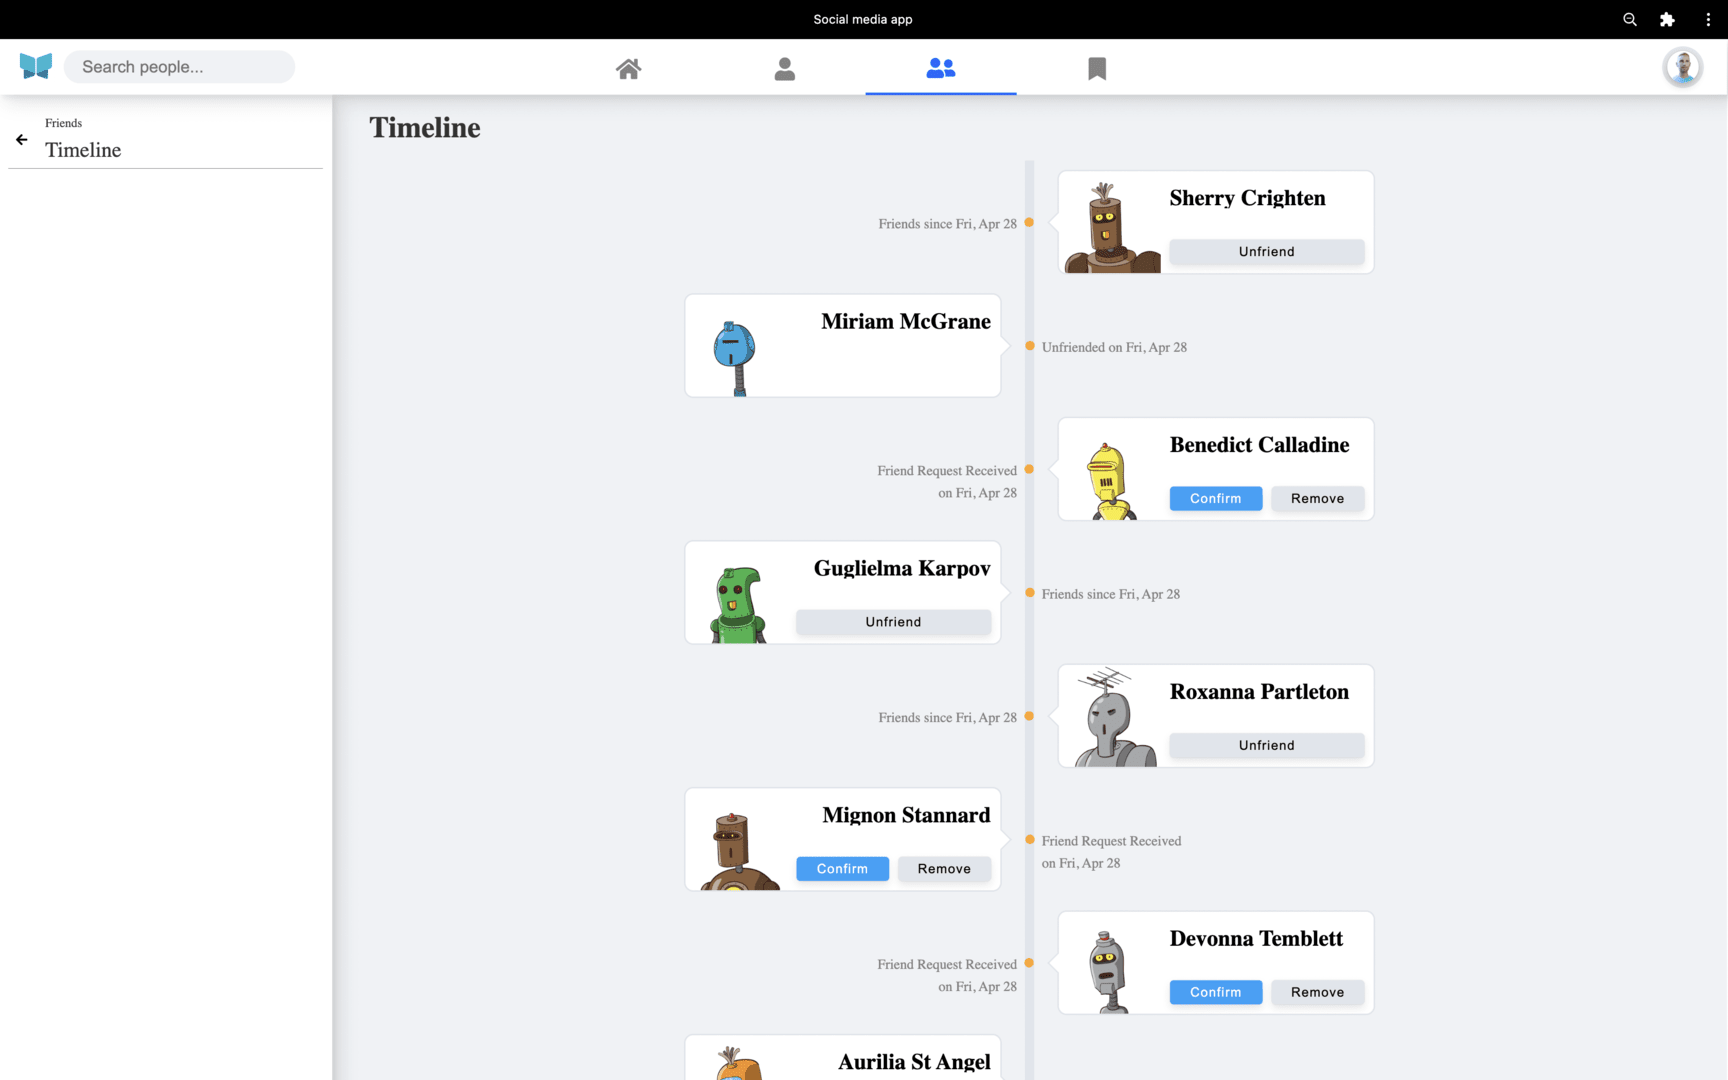 Social media app
Search people...
Friends
Timeline
Timeline
Friends since Fri, Apr 28
Sherry Crighten
Unfriend
Miriam McGrane
Unfriended on Fri, Apr 28
Friend Request Received
on Fri, Apr 28
Benedict Calladine
Confirm
Remove
Guglielma Karpov
Unfriend
Friends since Fri, Apr 28
Friends since Fri, Apr 28
Roxanna Partleton
Unfriend
Mignon Stannard
Confirm
Remove
Friend Request Received
on Fri, Apr 28
Friend Request Received
on Fri, Apr 28
Devonna Temblett
Confirm
Remove
Aurilia St Angel